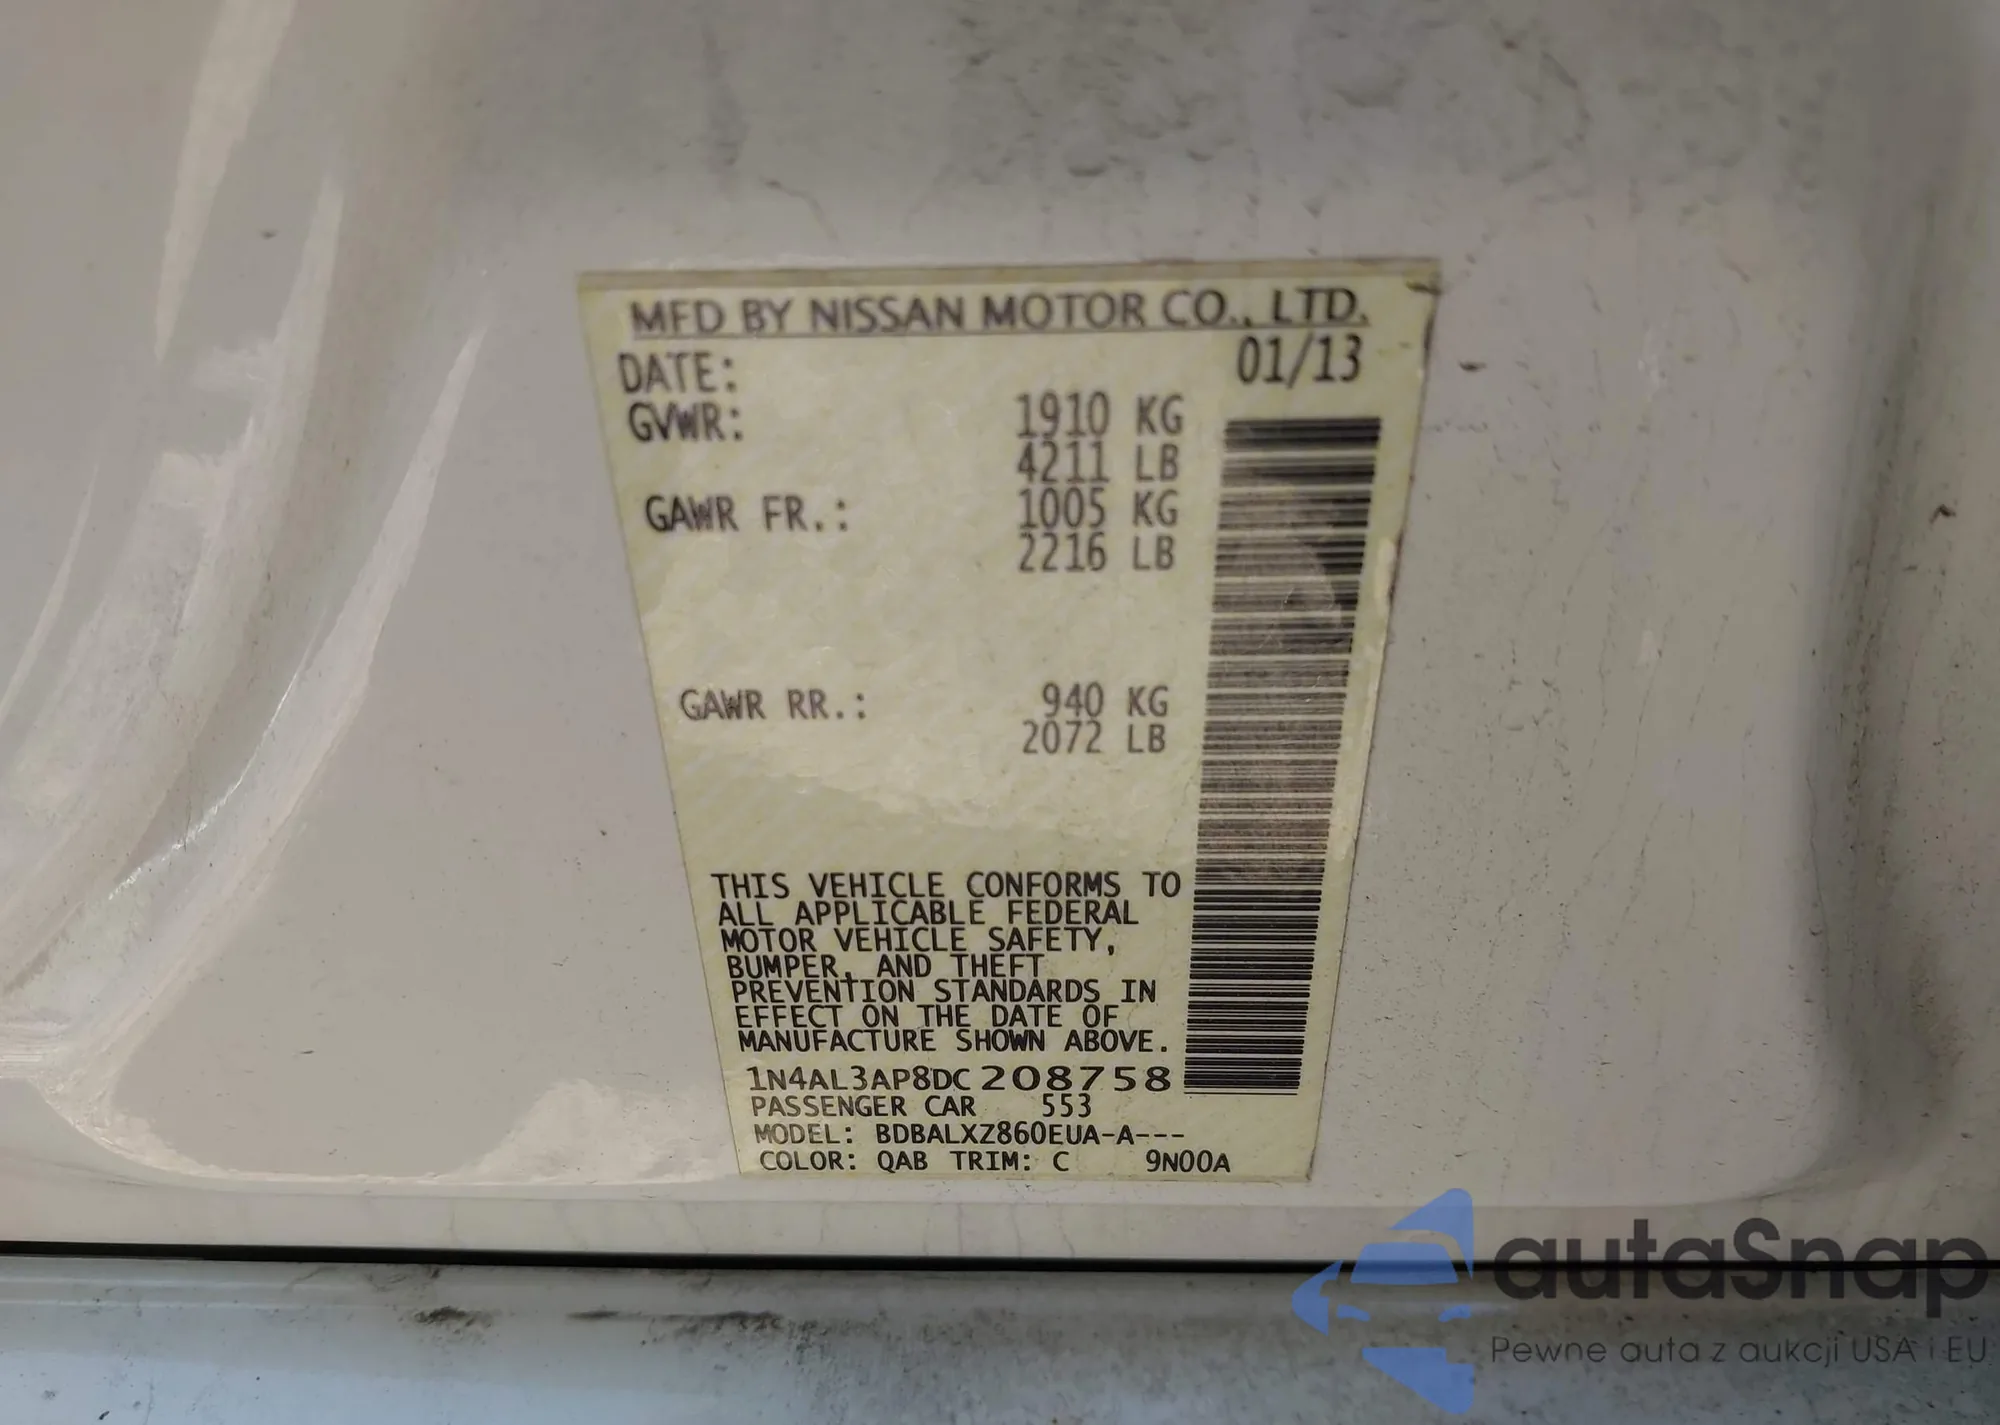 MFD BY NISSAN MOTOR CO., LTD.
DATE: 01/13
GVWR: 1910 KG
4211 LB
GAWR FR.: 1005 KG
2216 LB
GAWR RR.: 940 KG
2072 LB
THIS VEHICLE CONFORMS TO
ALL APPLICABLE FEDERAL
MOTOR VEHICLE SAFETY,
BUMPER, AND THEFT
PREVENTION STANDARDS IN
EFFECT ON THE DATE OF
MANUFACTURE SHOWN ABOVE.
1N4AL3AP8DC208758
PASSENGER CAR 553
MODEL: BDBALXZ860EUA-A---
COLOR: QAB TRIM: C 9N00A
autaSnap
Pewne auta z aukcji USA i EU